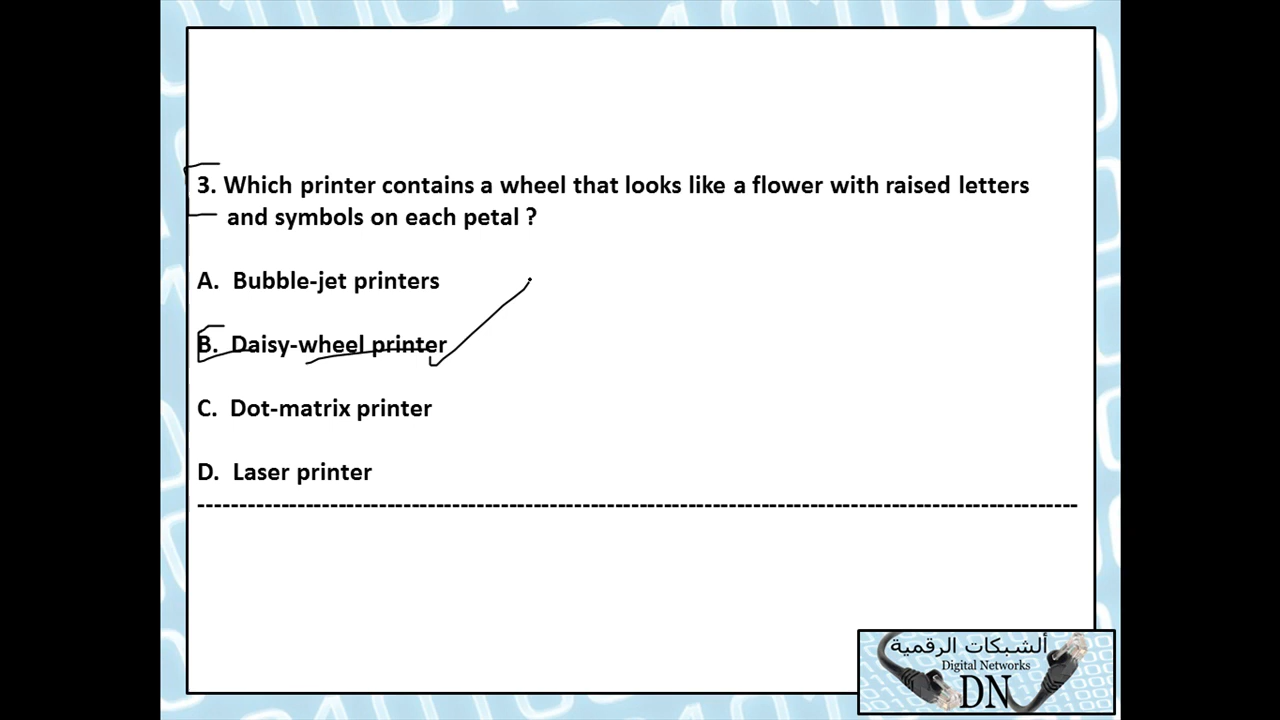 3. Which printer contains a wheel that looks like a flower with raised letters
and symbols on each petal ?
A. Bubble-jet printers
B. Daisy-wheel printer
C. Dot-matrix printer
D. Laser printer
--------------------------------------------------------------------------------------------------------
ألشبكات الرقمية
Digital Networks
DN